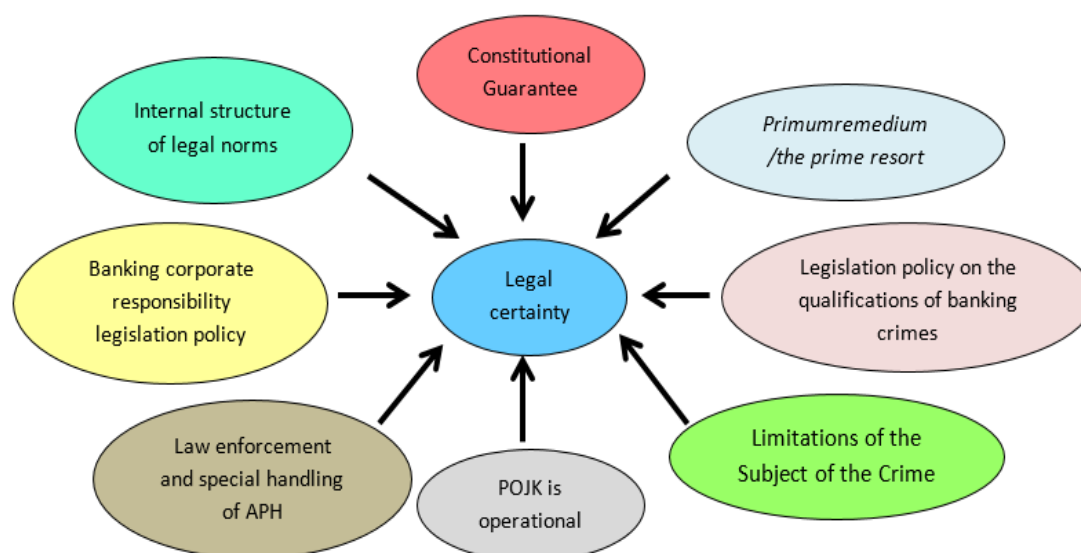 Constitutional
Guarantee
Internal structure
of legal norms
Primumremedium
/the prime resort
Banking corporate
responsibility
legislation policy
Legal
certainty
Legislation policy on the
qualifications of banking
crimes
Law enforcement
and special handling
of APH
POJK is
operational
Limitations of the
Subject of the Crime